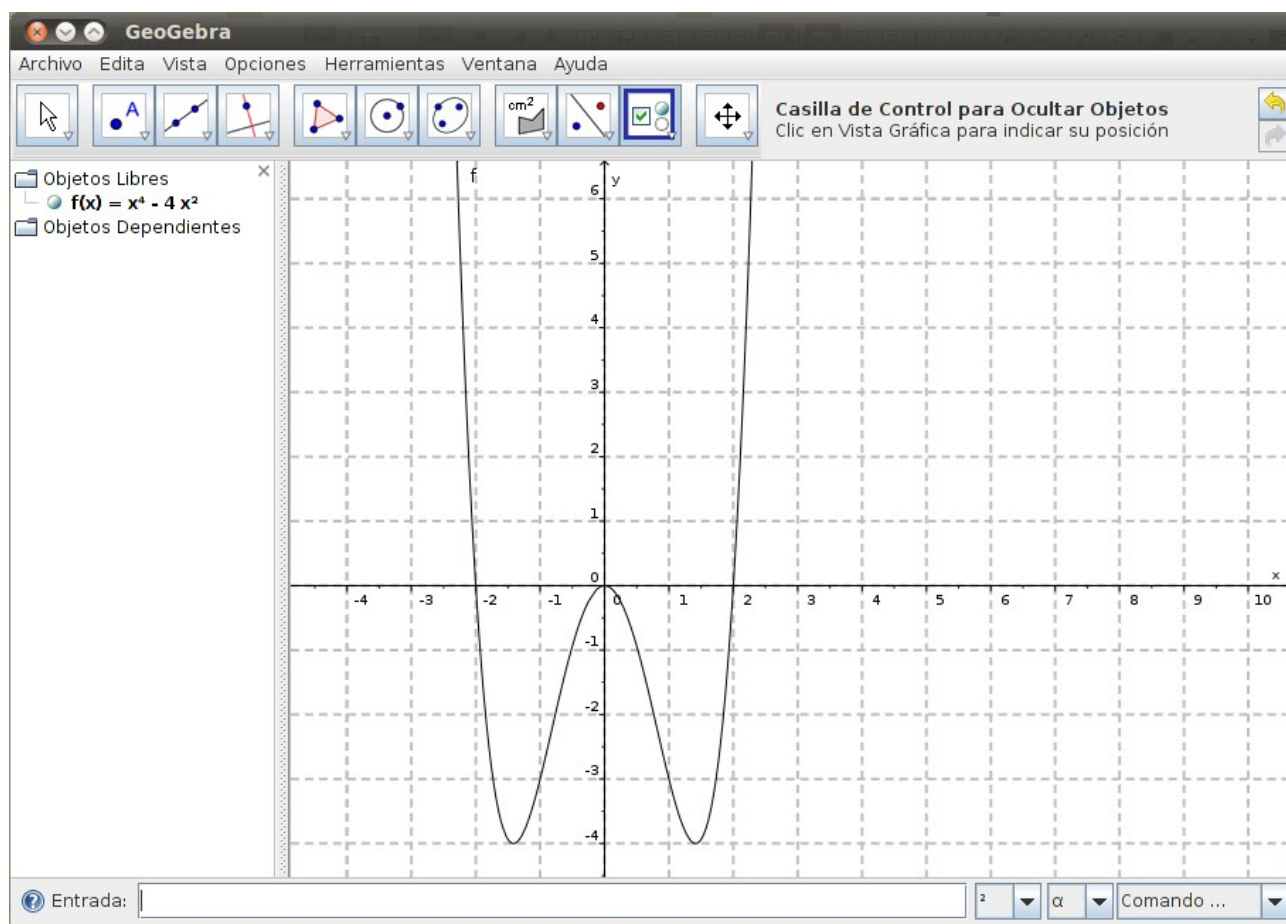 GeoGebra
Archivo Edita Vista Opciones Herramientas Ventana Ayuda
A
cm²
Casilla de Control para Ocultar Objetos
Clic en Vista Gráfica para indicar su posición
Objetos Libres
f(x) = x⁴ - 4 x²
Objetos Dependientes
f
y
6
5
4
3
2
1
0
x
-4 -3 -2 -1 0 1 2 3 4 5 6 7 8 9 10
-1
-2
-3
-4
Entrada:
² α Comando ...